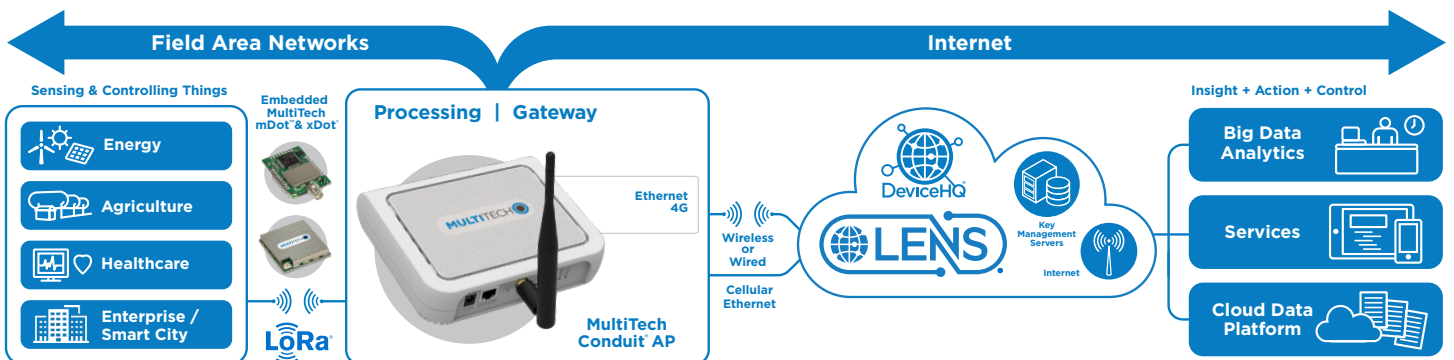 Field Area Networks
Internet
Sensing & Controlling Things
Energy
Agriculture
Healthcare
Enterprise /
Smart City
Embedded
MultiTech
mDot™& xDot®
LoRa®
Processing | Gateway
MULTITECH
Ethernet
4G
MultiTech
Conduit® AP
Wireless
or
Wired
Cellular
Ethernet
DeviceHQ®
LENS®
Key
Management
Servers
Internet
Insight + Action + Control
Big Data
Analytics
Services
Cloud Data
Platform